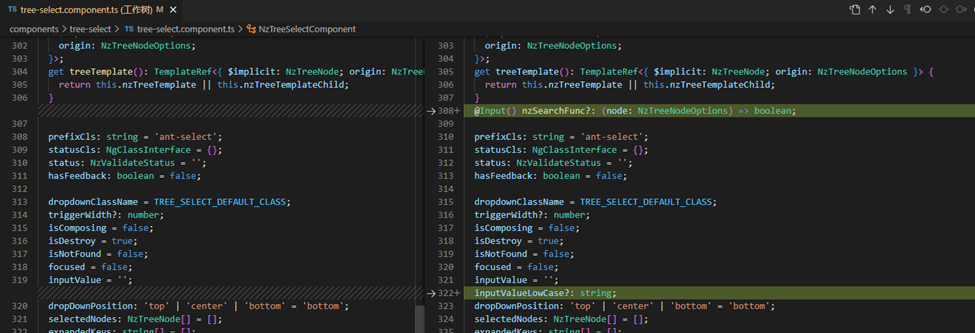 TS tree-select.component.ts (工作树) M ×
components > tree-select > TS tree-select.component.ts > NzTreeSelectComponent
302 origin: NzTreeNodeOptions;
303 }>;
304 get treeTemplate(): TemplateRef<{ $implicit: NzTreeNode; origin: NzTree
305 return this.nzTreeTemplate || this.nzTreeTemplateChild;
306 }
307
308 prefixCls: string = 'ant-select';
309 statusCls: NgClassInterface = {};
310 status: NzValidateStatus = '';
311 hasFeedback: boolean = false;
312
313 dropdownClassName = TREE_SELECT_DEFAULT_CLASS;
314 triggerWidth?: number;
315 isComposing = false;
316 isDestroy = true;
317 isNotFound = false;
318 focused = false;
319 inputValue = '';
320 dropDownPosition: 'top' | 'center' | 'bottom' = 'bottom';
321 selectedNodes: NzTreeNode[] = [];
322 expandedKeys: string[] = [];
303 origin: NzTreeNodeOptions;
304 }>;
305 get treeTemplate(): TemplateRef<{ $implicit: NzTreeNode; origin: NzTreeNodeOptions }> {
306 return this.nzTreeTemplate || this.nzTreeTemplateChild;
307 }
308+ @Input() nzSearchFunc?: (node: NzTreeNodeOptions) => boolean;
309
310 prefixCls: string = 'ant-select';
311 statusCls: NgClassInterface = {};
312 status: NzValidateStatus = '';
313 hasFeedback: boolean = false;
314
315 dropdownClassName = TREE_SELECT_DEFAULT_CLASS;
316 triggerWidth?: number;
317 isComposing = false;
318 isDestroy = true;
319 isNotFound = false;
320 focused = false;
321 inputValue = '';
322+ inputValueLowCase?: string;
323 dropDownPosition: 'top' | 'center' | 'bottom' = 'bottom';
324 selectedNodes: NzTreeNode[] = [];
325 expandedKeys: string[] = [];